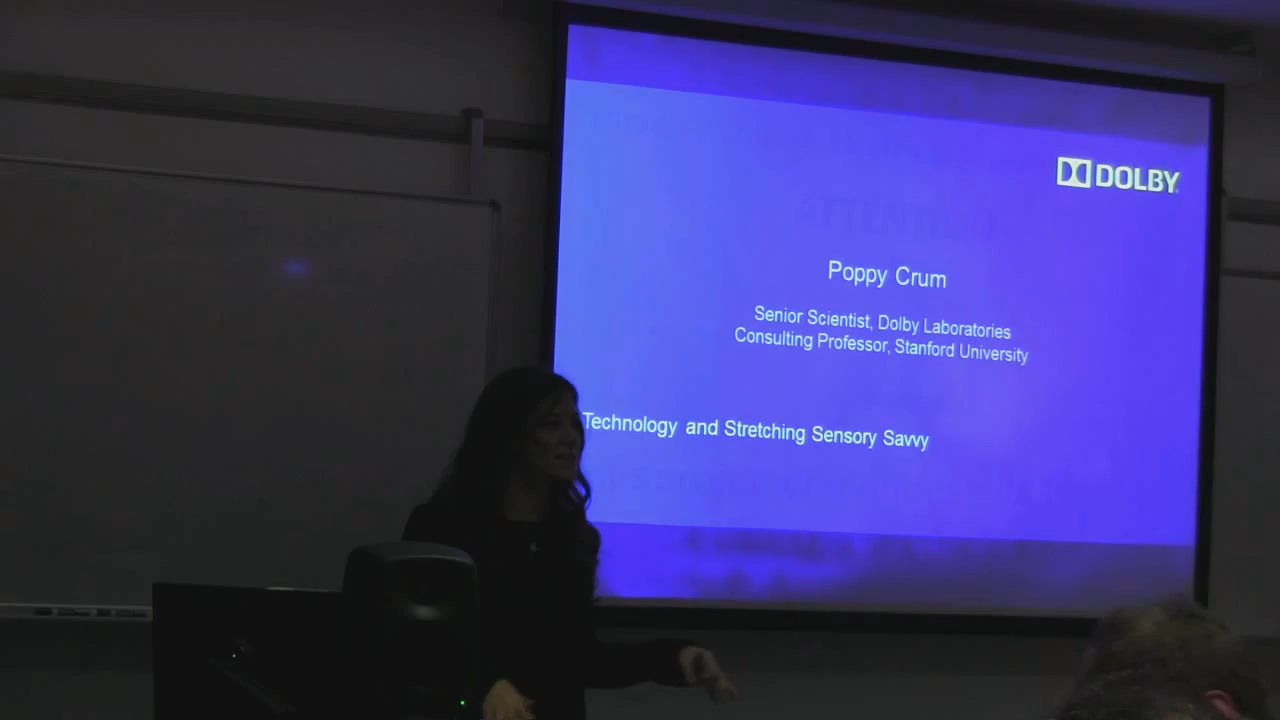 DOLBY
Poppy Crum
Senior Scientist, Dolby Laboratories
Consulting Professor, Stanford University
Technology and Stretching Sensory Savvy